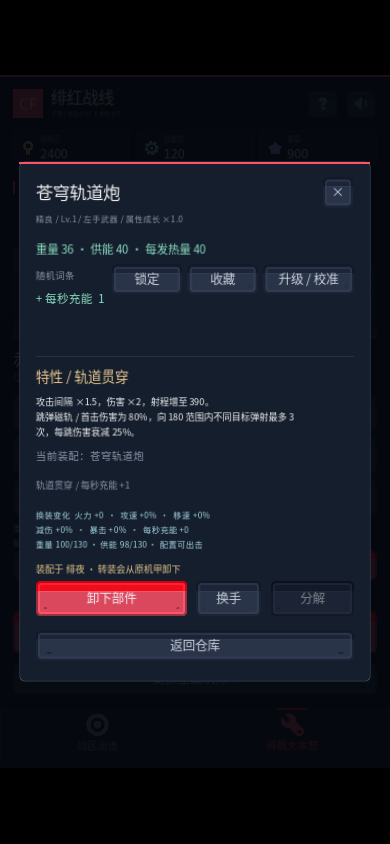 CF 绯红战线
?
2400
120
900
苍穹轨道炮
×
精良 / Lv.1 / 左手武器 / 属性成长 ×1.0
重量 36 · 供能 40 · 每发热量 40
随机词条
锁定
收藏
升级 / 校准
+ 每秒充能 1
特性 / 轨道贯穿
攻击间隔 ×1.5，伤害 ×2，射程增至 390。
跳弹磁轨 / 首击伤害为 80%，向 180 范围内不同目标弹射最多 3
次，每跳伤害衰减 25%。
当前装配：苍穹轨道炮
轨道贯穿 / 每秒充能 +1
换装变化 火力 +0 · 攻速 +0% · 移速 +0%
减伤 +0% · 暴击 +0% · 每秒充能 +0
重量 100/130 · 供能 98/130 · 配置可出击
装配于 绯夜 · 转装会从原机甲卸下
卸下部件
换手
分解
返回仓库